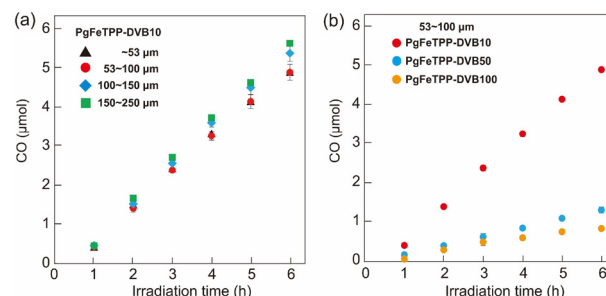 (a)
PgFeTPP-DVB10
~53 μm
53~100 μm
100~150 μm
150~250 μm
CO (μmol)
6
5
4
3
2
1
0
0 1 2 3 4 5 6
Irradiation time (h)
(b)
53~100 μm
PgFeTPP-DVB10
PgFeTPP-DVB50
PgFeTPP-DVB100
CO (μmol)
6
5
4
3
2
1
0
0 1 2 3 4 5 6
Irradiation time (h)